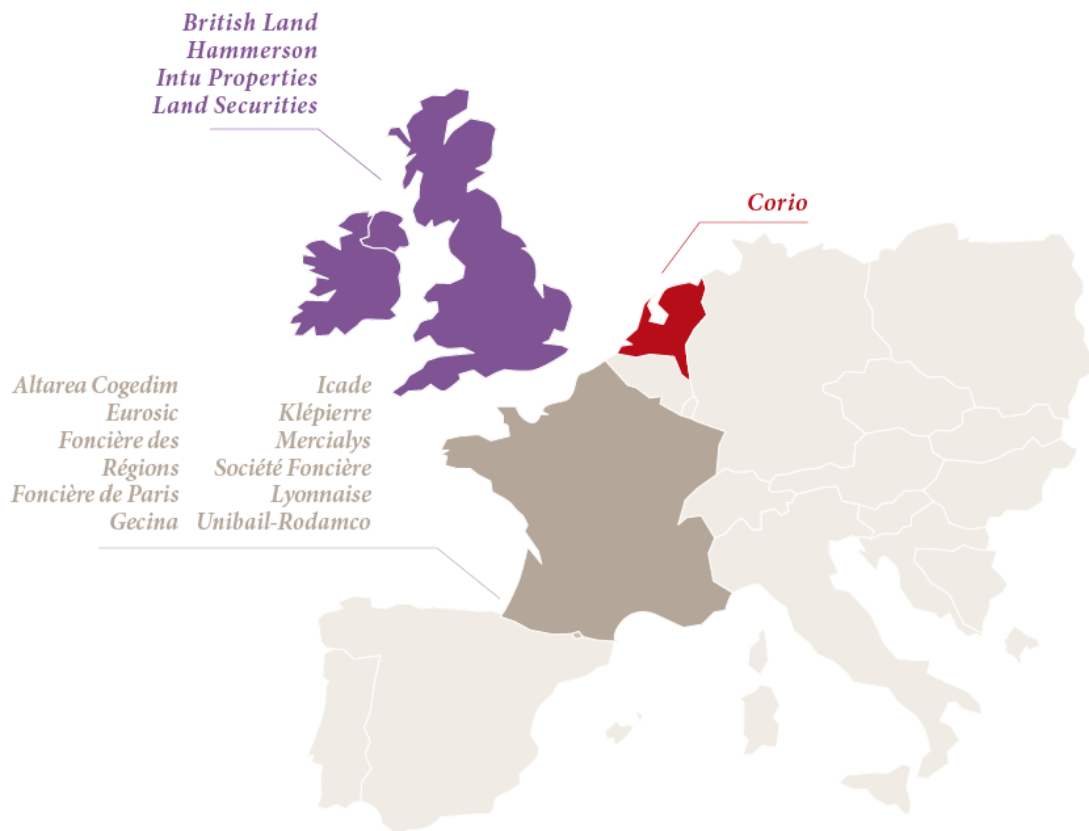 British Land
Hammerson
Intu Properties
Land Securities
Corio
Altarea Cogedim
Eurosic
Foncière des
Régions
Foncière de Paris
Gecina
Icade
Klépierre
Mercialys
Société Foncière
Lyonnaise
Unibail-Rodamco